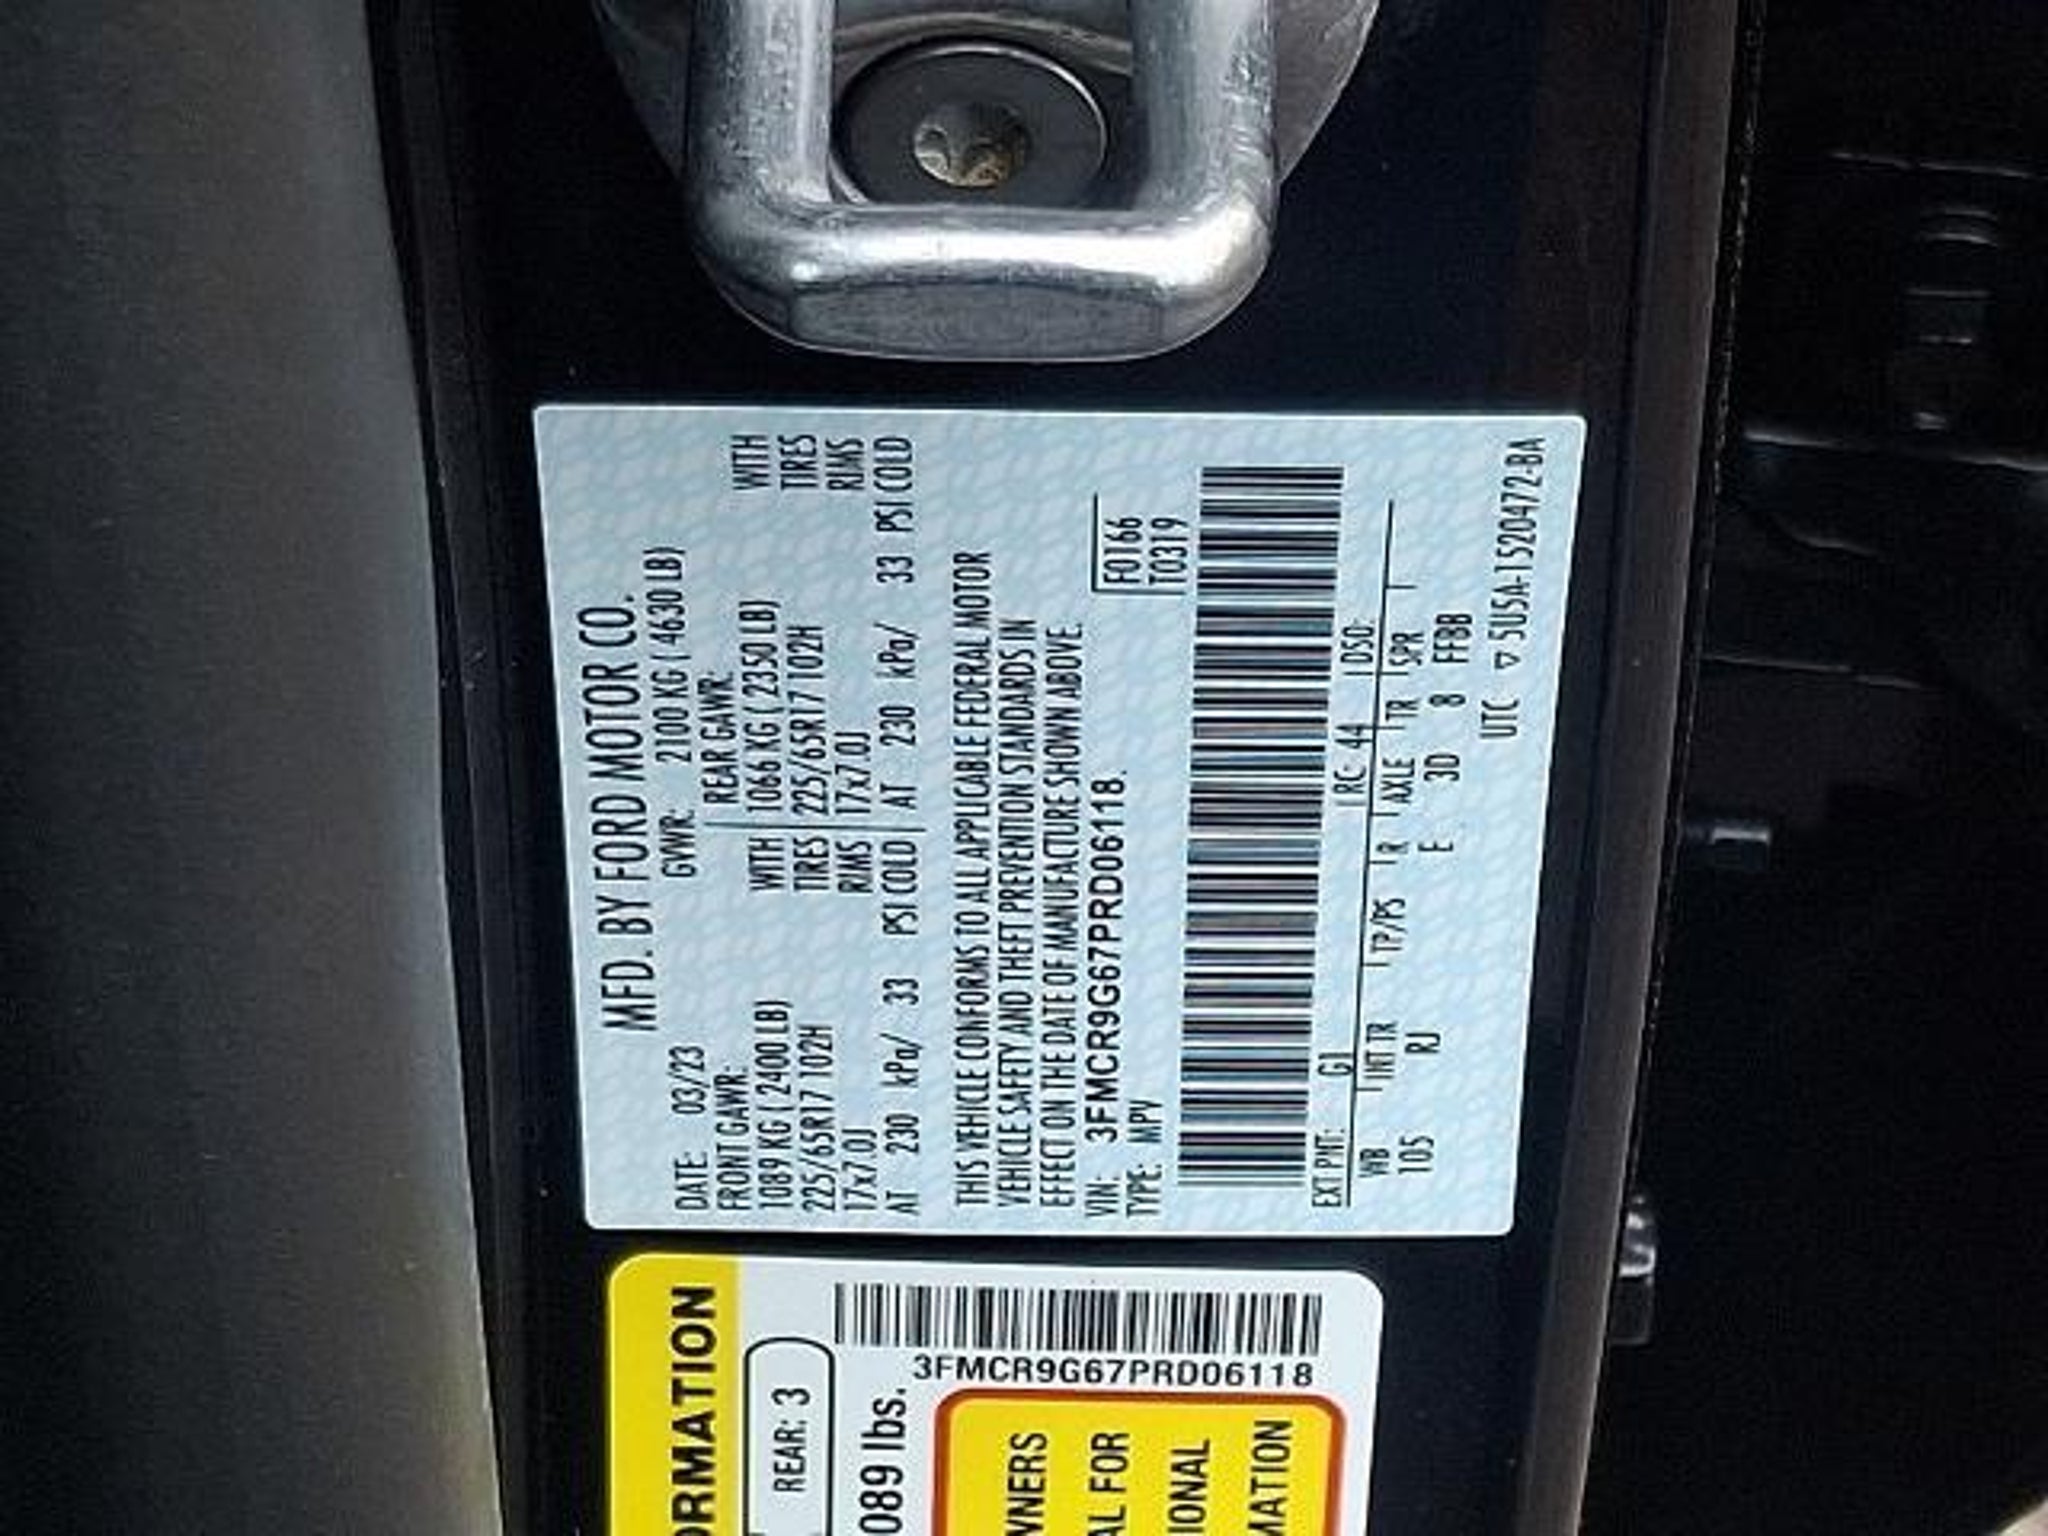 MFD. BY FORD MOTOR CO.
DATE: 03/23 GVWR: 2100 KG ( 4630 LB)
FRONT GAWR: REAR GAWR:
1089 KG ( 2400 LB) WITH 1066 KG ( 2350 LB) WITH
225/65R17 102H TIRES 225/65R17 102H TIRES
17x7.0J RIMS 17x7.0J RIMS
AT 230 kPa/ 33 PSI COLD AT 230 kPa/ 33 PSI COLD
THIS VEHICLE CONFORMS TO ALL APPLICABLE FEDERAL MOTOR
VEHICLE SAFETY AND THEFT PREVENTION STANDARDS IN
EFFECT ON THE DATE OF MANUFACTURE SHOWN ABOVE.
VIN: 3FMCR9G67PRD06118
TYPE: MPV
F0166
T0319
EXT PNT: G1 RC: 44 DSO:
WB INT TR TP/PS R AXLE TR SPR
105 RJ E 3D 8 FFBB
UTC ▽ 5USA-1520472-BA
ORMATION
REAR: 3
3FMCR9G67PRD06118
089 lbs.
WNERS
AL FOR
IONAL
MATION